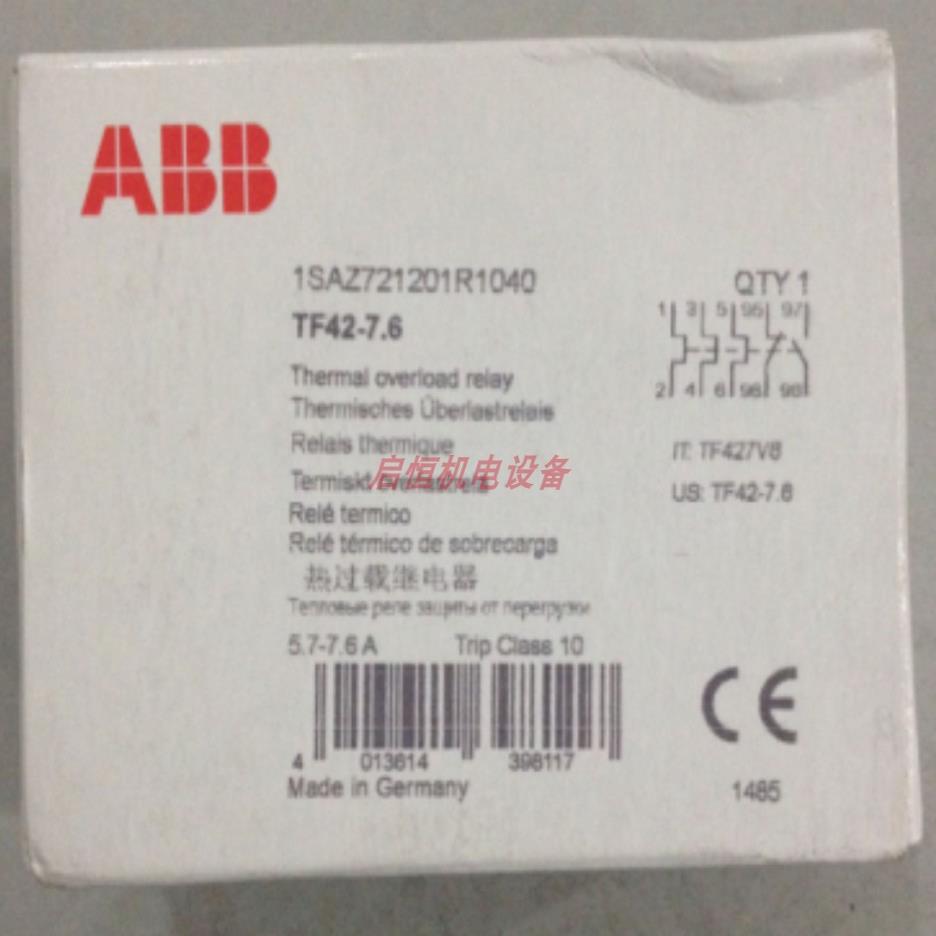 ABB
1SAZ721201R1040
QTY 1
TF42-7.6
1 3 5 95 97
2 4 6 96 98
Thermal overload relay
Thermisches Überlastrelais
Relais thermique
IT: TF427V6
启恒机电设备
Termiskt överlastrelä
US: TF42-7.6
Relé termico
Relé térmico de sobrecarga
热过载继电器
Тепловые реле защиты от перегрузки
5.7-7.6 A Trip Class 10
CE
4 013614 398117
Made in Germany
1485